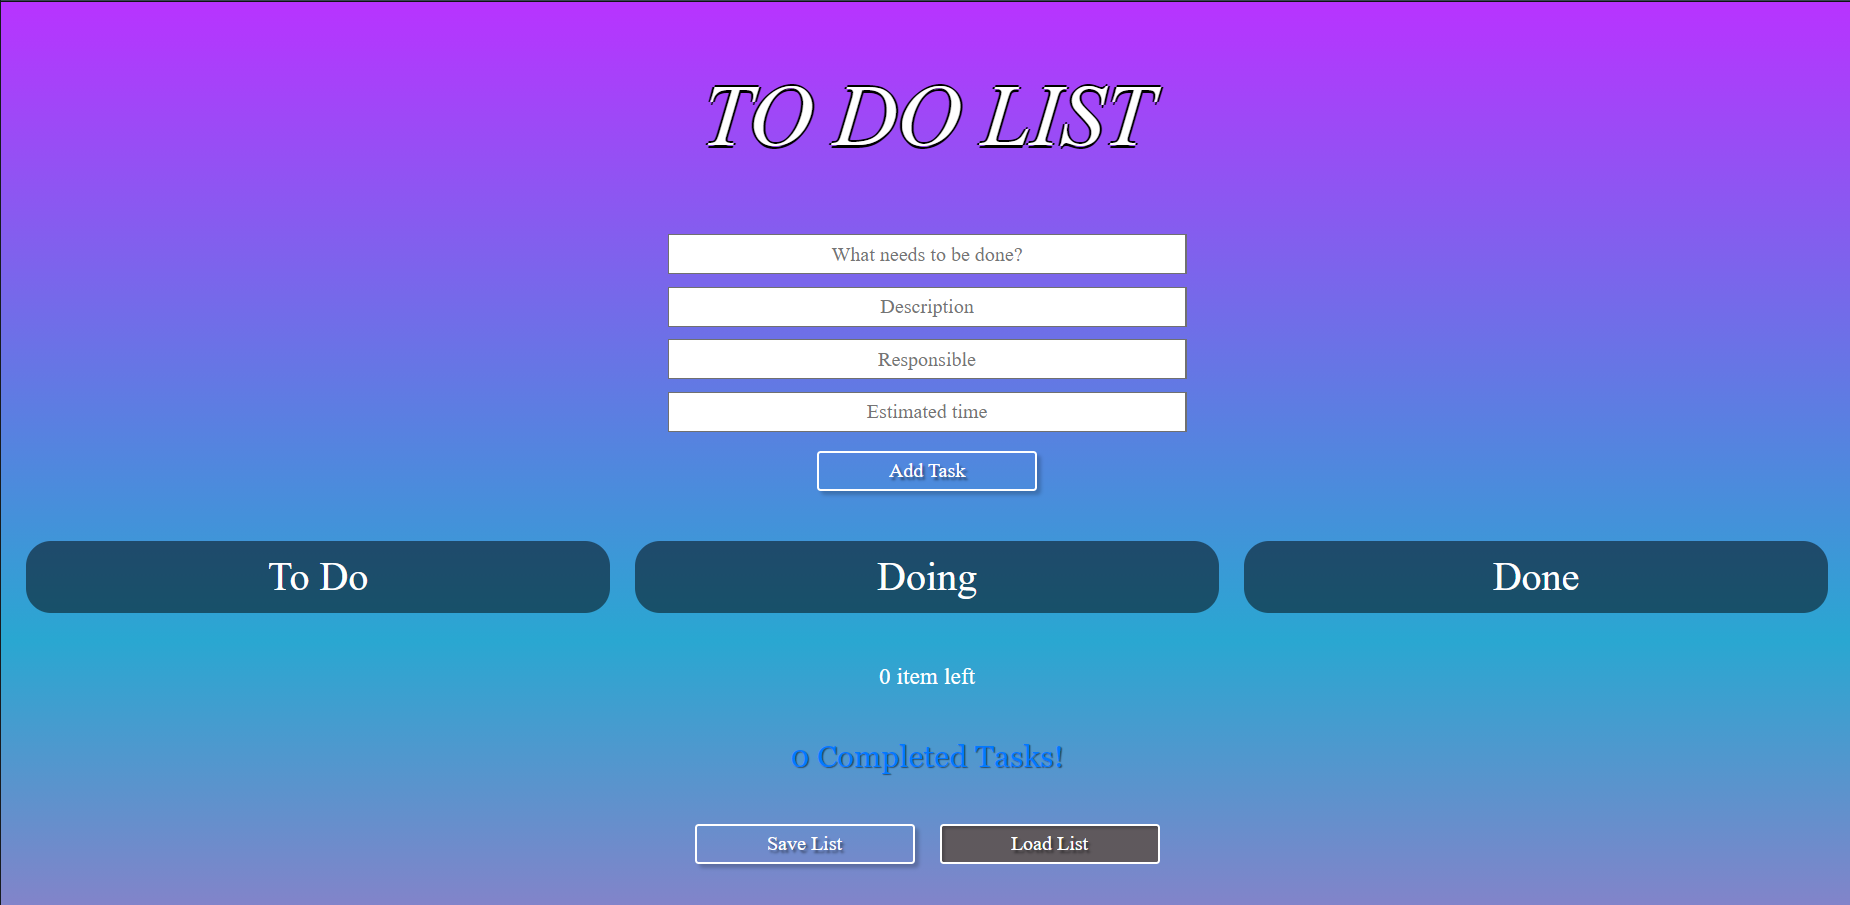 TO DO LIST
What needs to be done?
Description
Responsible
Estimated time
Add Task
To Do
Doing
Done
0 item left
0 Completed Tasks!
Save List
Load List